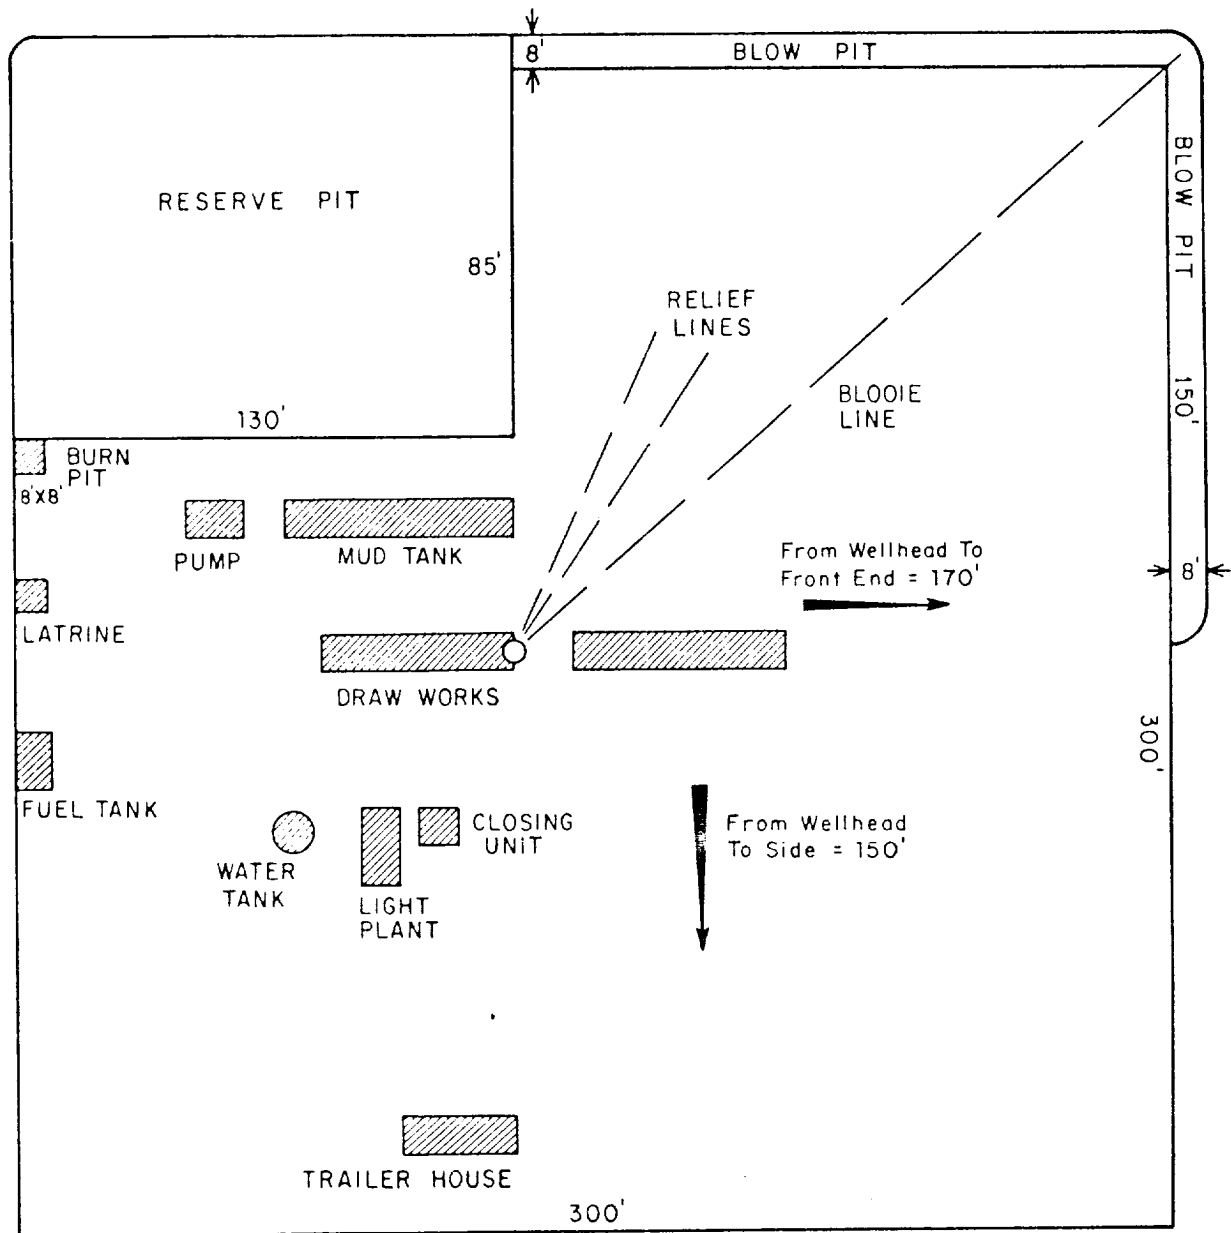 8'
BLOW PIT
BLOW PIT
RESERVE PIT
85'
RELIEF
LINES
BLOOIE
LINE
150'
130'
BURN
PIT
8'X8'
PUMP
MUD TANK
From Wellhead To
Front End = 170'
8'
LATRINE
DRAW WORKS
300'
FUEL TANK
WATER
TANK
LIGHT
PLANT
CLOSING
UNIT
From Wellhead
To Side = 150'
TRAILER HOUSE
300'